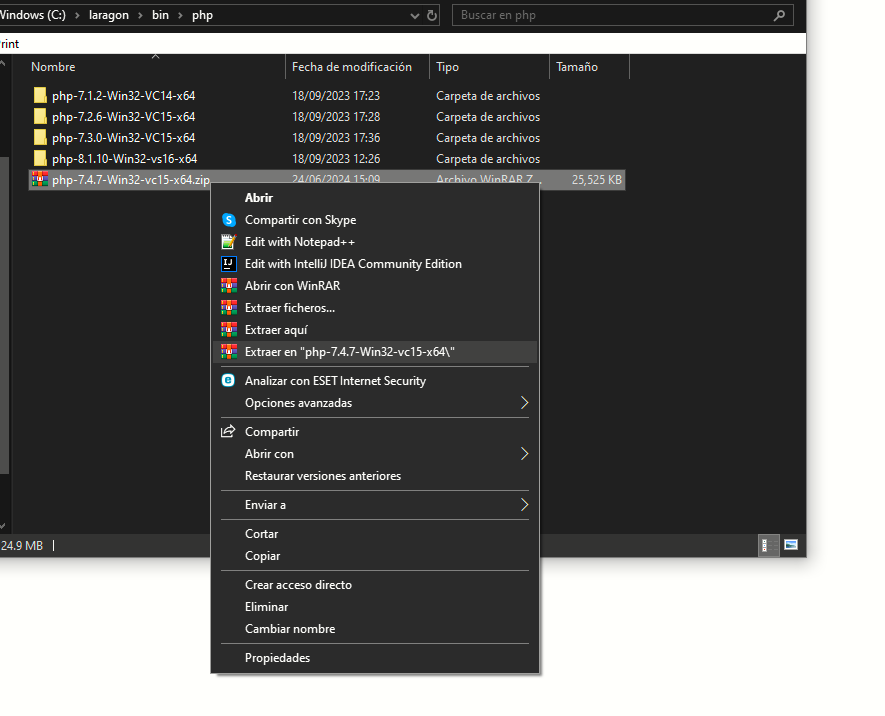 Windows (C:) > laragon > bin > php
Buscar en php
rint
Nombre Fecha de modificación Tipo Tamaño
php-7.1.2-Win32-VC14-x64 18/09/2023 17:23 Carpeta de archivos
php-7.2.6-Win32-VC15-x64 18/09/2023 17:28 Carpeta de archivos
php-7.3.0-Win32-VC15-x64 18/09/2023 17:36 Carpeta de archivos
php-8.1.10-Win32-vs16-x64 18/09/2023 12:26 Carpeta de archivos
php-7.4.7-Win32-vc15-x64.zip 24/06/2024 15:09 Archivo WinRAR Z... 25,525 KB
Abrir
Compartir con Skype
Edit with Notepad++
Edit with IntelliJ IDEA Community Edition
Abrir con WinRAR
Extraer ficheros...
Extraer aquí
Extraer en "php-7.4.7-Win32-vc15-x64\"
Analizar con ESET Internet Security
Opciones avanzadas
Compartir
Abrir con
Restaurar versiones anteriores
Enviar a
Cortar
Copiar
Crear acceso directo
Eliminar
Cambiar nombre
Propiedades
24.9 MB